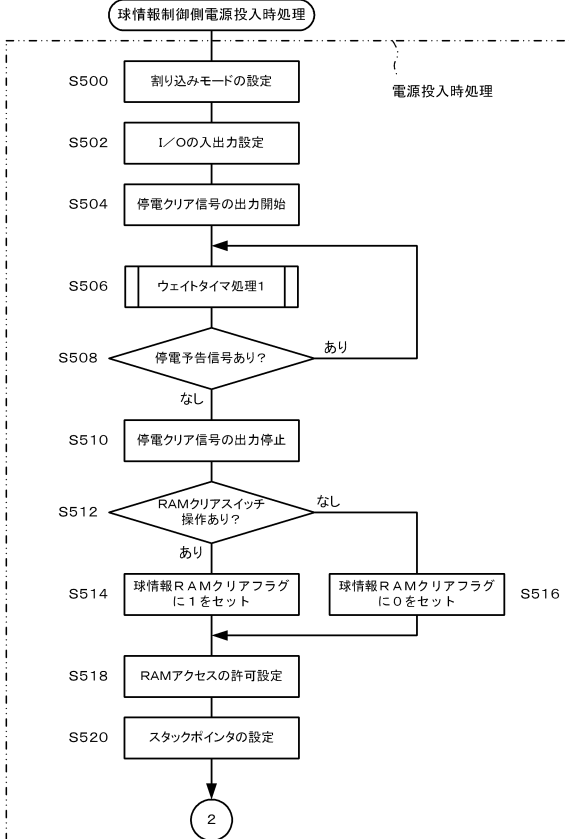 球情報制御側電源投入時処理
電源投入時処理
S500
割り込みモードの設定
S502
I/Oの入出力設定
S504
停電クリア信号の出力開始
S506
ウェイトタイマ処理1
S508
停電予告信号あり?
あり
なし
S510
停電クリア信号の出力停止
S512
RAMクリアスイッチ
操作あり?
なし
あり
S514
球情報RAMクリアフラグ
に1をセット
球情報RAMクリアフラグ
に0をセット
S516
S518
RAMアクセスの許可設定
S520
スタックポインタの設定
2